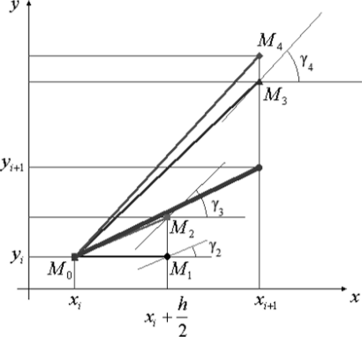 y
M₄
γ₄
M₃
yᵢ₊₁
γ₃
M₂
yᵢ
γ₂
M₀
M₁
xᵢ
xᵢ + h/2
xᵢ₊₁
x